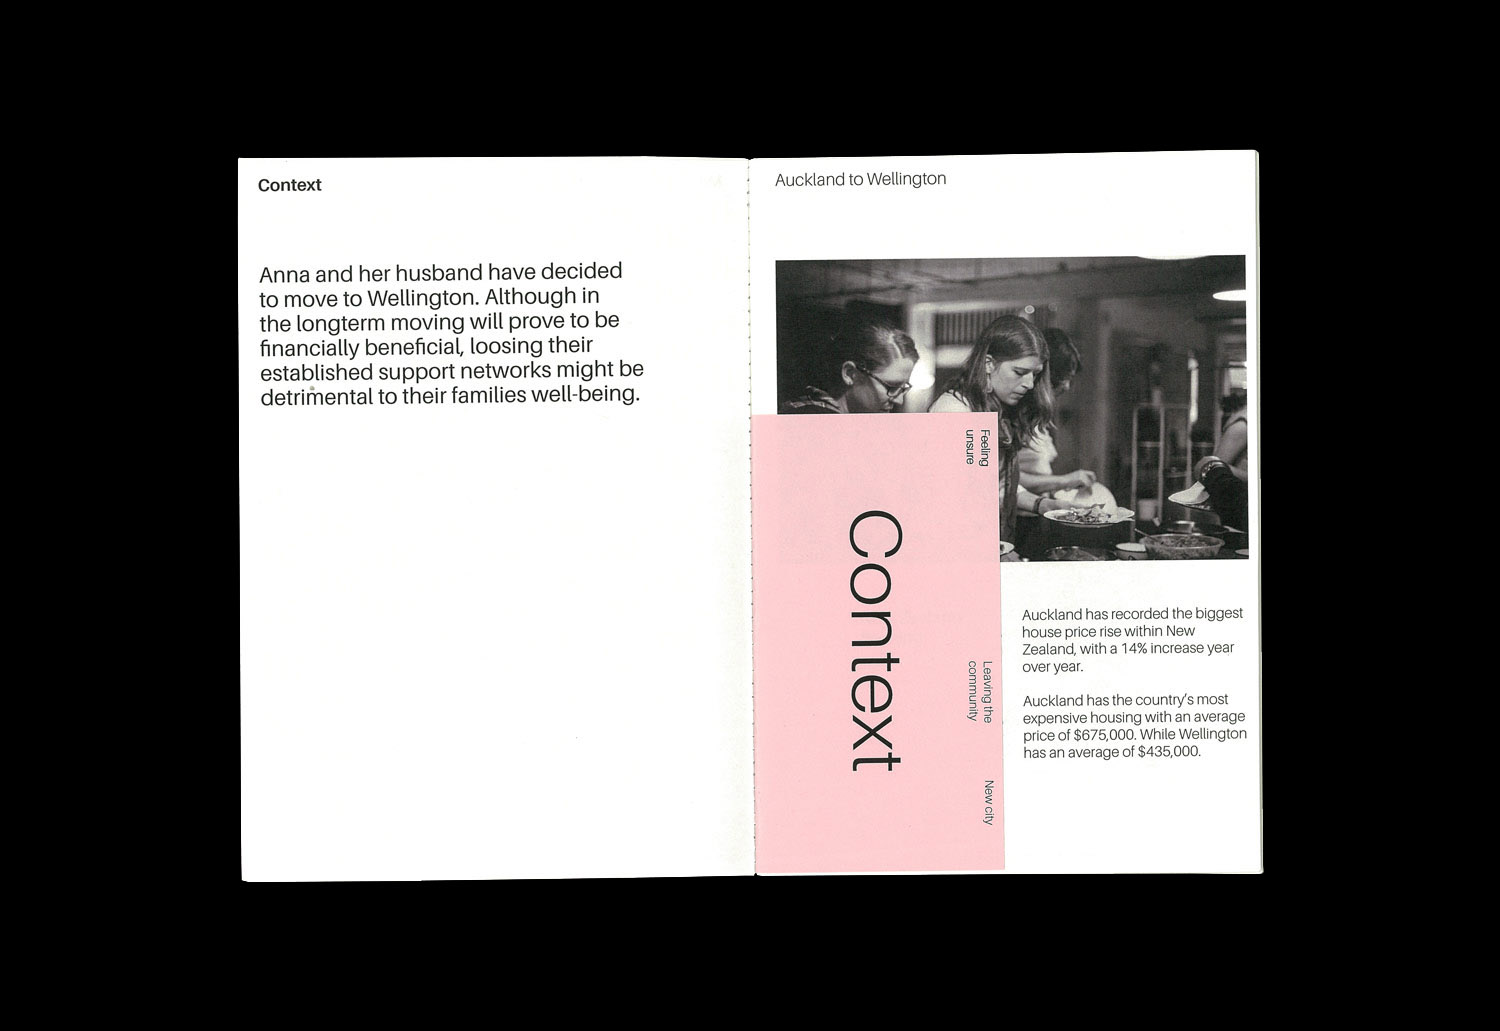 Context
Anna and her husband have decided
to move to Wellington. Although in
the longterm moving will prove to be
financially beneficial, loosing their
established support networks might be
detrimental to their families well-being.
Auckland to Wellington
Feeling
unsure
Context
Leaving the
community
New city
Auckland has recorded the biggest
house price rise within New
Zealand, with a 14% increase year
over year.
Auckland has the country's most
expensive housing with an average
price of $675,000. While Wellington
has an average of $435,000.